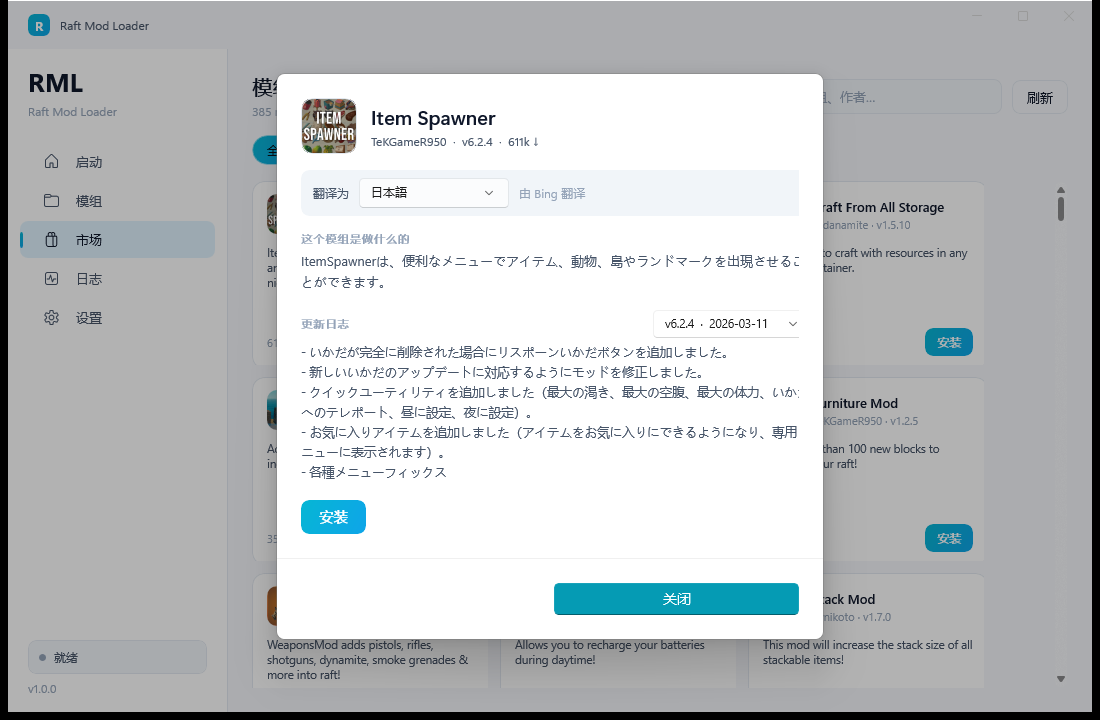 R Raft Mod Loader
RML
Raft Mod Loader
启动
模组
市场
日志
设置
就绪
v1.0.0
模
385
、作者...
刷新
全
ITEM
SPAWNER
Item Spawner
TeKGameR950 · v6.2.4 · 611k↓
翻译为
日本語
由 Bing 翻译
这个模组是做什么的
ItemSpawnerは、便利なメニューでアイテム、動物、島やランドマークを出現させるこ
とができます。
更新日志
v6.2.4 · 2026-03-11
- いかだが完全に削除された場合にリスポーンいかだボタンを追加しました。
- 新しいいかだのアップデートに対応するようにモッドを修正しました。
- クイックユーティリティを追加しました（最大の渇き、最大の空腹、最大の体力、いか
へのテレポート、昼に設定、夜に設定）。
- お気に入りアイテムを追加しました（アイテムをお気に入りにできるようになり、専用
ニューに表示されます）。
- 各種メニューフィックス
安装
关闭
raft From All Storage
danamite · v1.5.10
to craft with resources in any
tainer.
安装
urniture Mod
KGameR950 · v1.2.5
than 100 new blocks to
ur raft!
安装
WeaponsMod adds pistols, rifles,
shotguns, dynamite, smoke grenades &
more into raft!
Allows you to recharge your batteries
during daytime!
tack Mod
nikoto · v1.7.0
This mod will increase the stack size of all
stackable items!